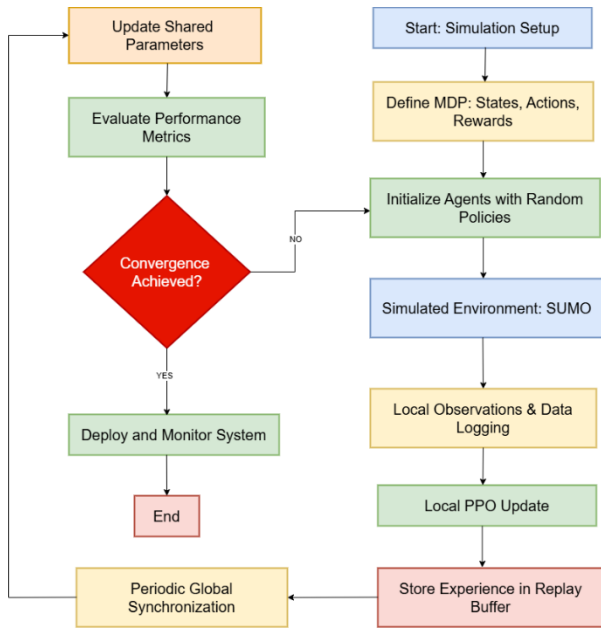 Update Shared
Parameters
Evaluate Performance
Metrics
Convergence
Achieved?
NO
YES
Deploy and Monitor System
End
Start: Simulation Setup
Define MDP: States, Actions,
Rewards
Initialize Agents with Random
Policies
Simulated Environment: SUMO
Local Observations & Data
Logging
Local PPO Update
Store Experience in Replay
Buffer
Periodic Global
Synchronization